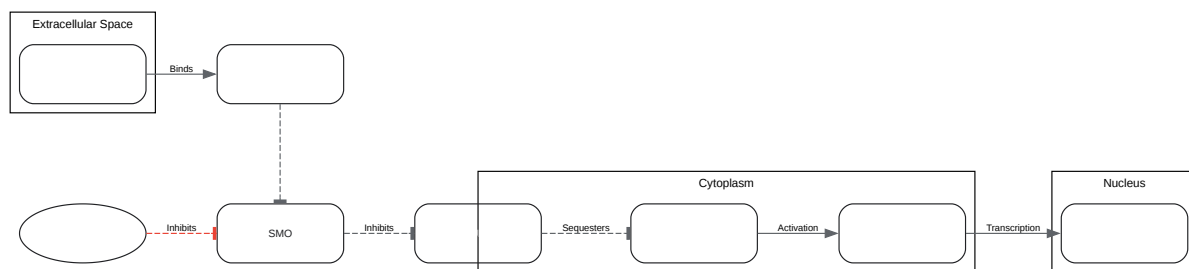 Extracellular Space
Binds
Cytoplasm
Nucleus
Inhibits
SMO
Inhibits
Sequesters
Activation
Transcription